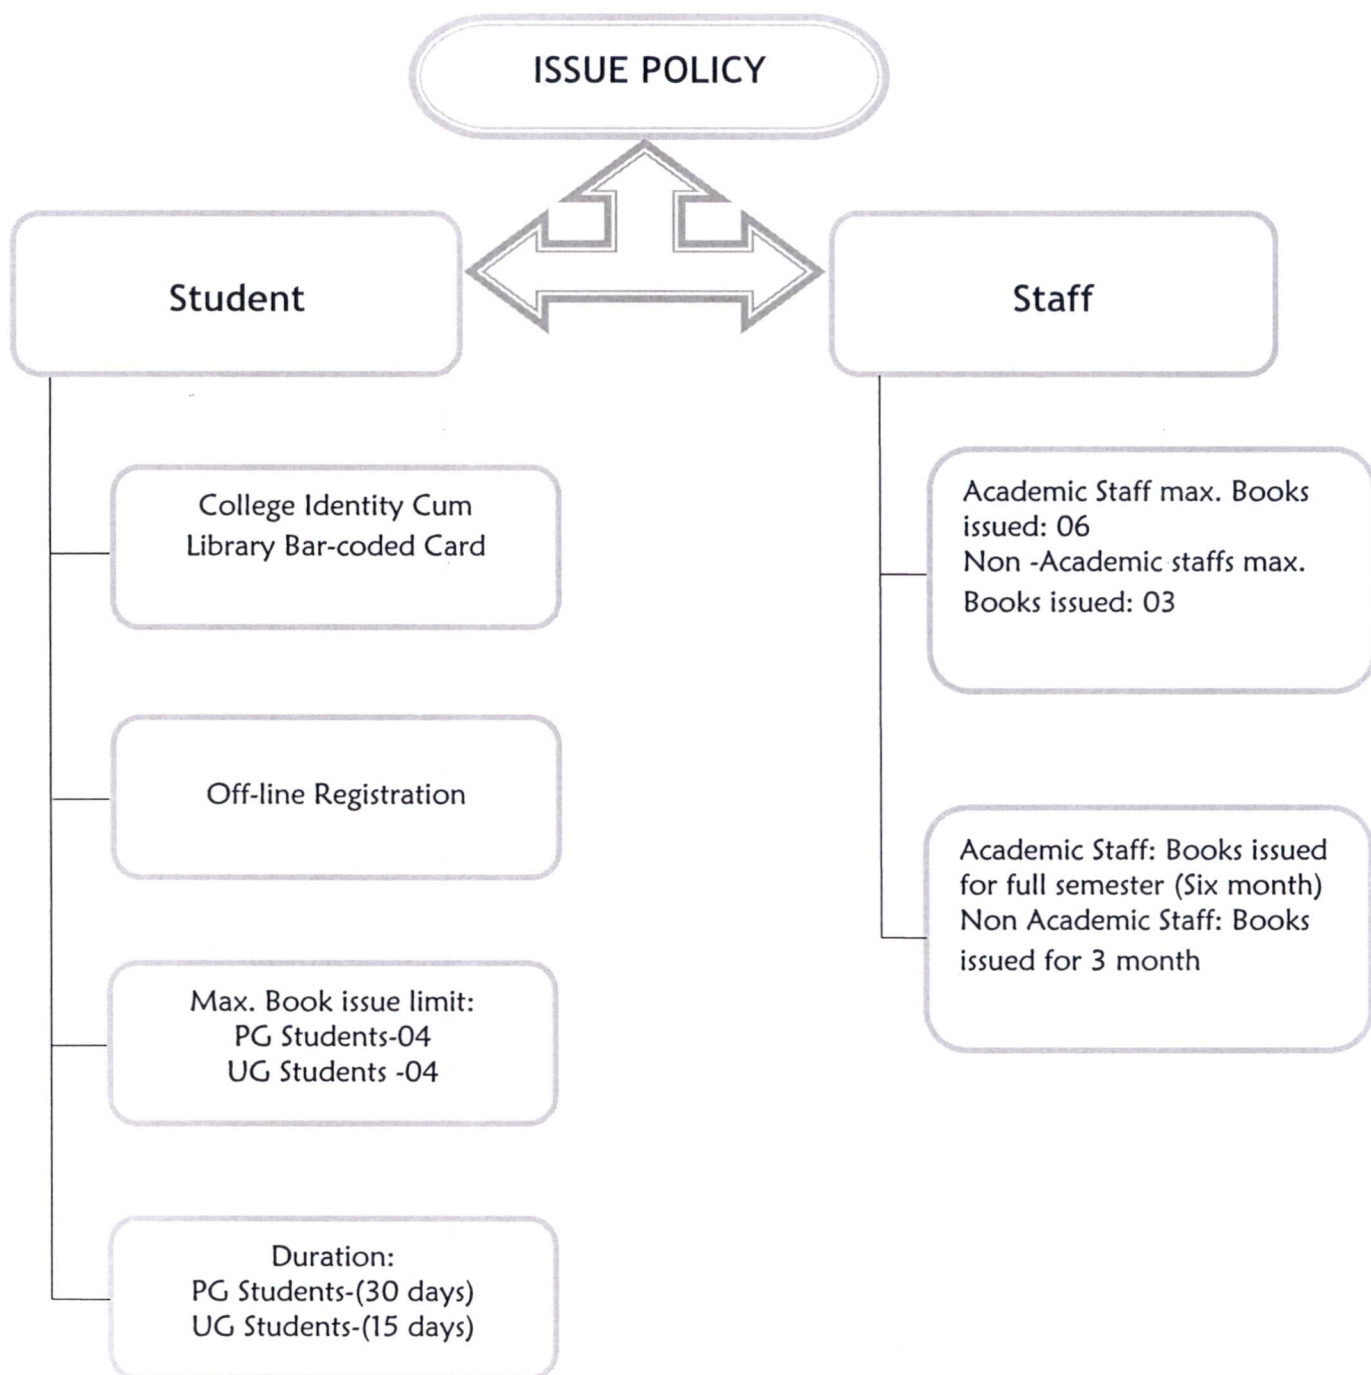 ISSUE POLICY
Student
Staff
College Identity Cum
Library Bar-coded Card
Off-line Registration
Max. Book issue limit:
PG Students-04
UG Students -04
Duration:
PG Students-(30 days)
UG Students-(15 days)
Academic Staff max. Books
issued: 06
Non -Academic staffs max.
Books issued: 03
Academic Staff: Books issued
for full semester (Six month)
Non Academic Staff: Books
issued for 3 month